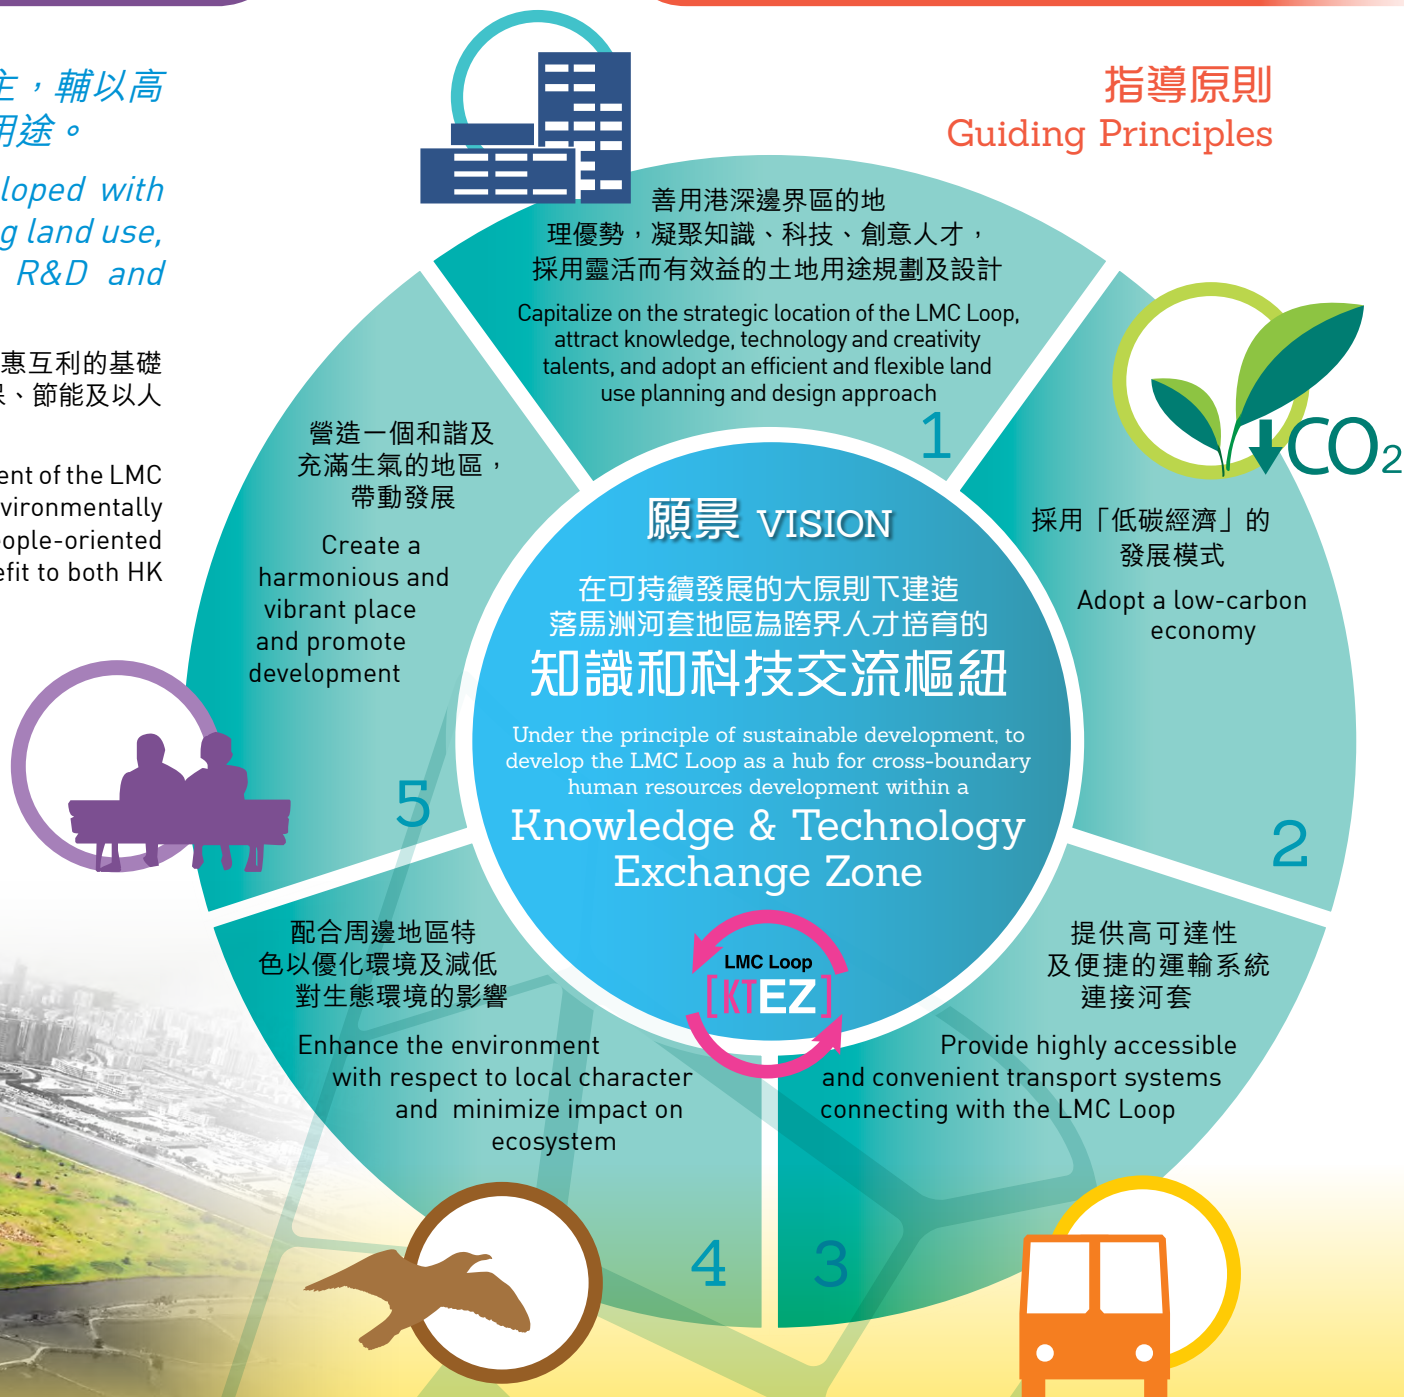 主，輔以高
用途。
loped with
g land use,
R&D and
惠互利的基礎
、節能及以人
ent of the LMC
vironmentally
eople-oriented
efit to both HK
指導原則
Guiding Principles
善用港深邊界區的地
理優勢，凝聚知識、科技、創意人才，
採用靈活而有效益的土地用途規劃及設計
Capitalize on the strategic location of the LMC Loop,
attract knowledge, technology and creativity
talents, and adopt an efficient and flexible land
use planning and design approach
1
CO2
採用「低碳經濟」的
發展模式
Adopt a low-carbon
economy
2
提供高可達性
及便捷的運輸系統
連接河套
Provide highly accessible
and convenient transport systems
connecting with the LMC Loop
3
配合周邊地區特
色以優化環境及減低
對生態環境的影響
Enhance the environment
with respect to local character
and minimize impact on
ecosystem
4
營造一個和諧及
充滿生氣的地區，
帶動發展
Create a
harmonious and
vibrant place
and promote
development
5
願景 VISION
在可持續發展的大原則下建造
落馬洲河套地區為跨界人才培育的
知識和科技交流樞紐
Under the principle of sustainable development, to
develop the LMC Loop as a hub for cross-boundary
human resources development within a
Knowledge & Technology
Exchange Zone
LMC Loop
[KTEZ]